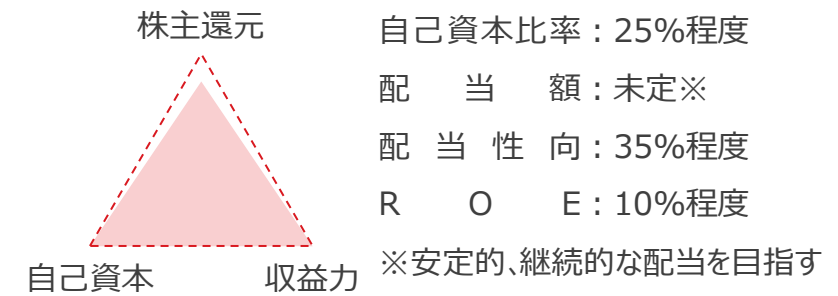 株主還元
自己資本
収益力
自己資本比率：25%程度
配当額：未定※
配当性向：35%程度
ROE：10%程度
※安定的、継続的な配当を目指す